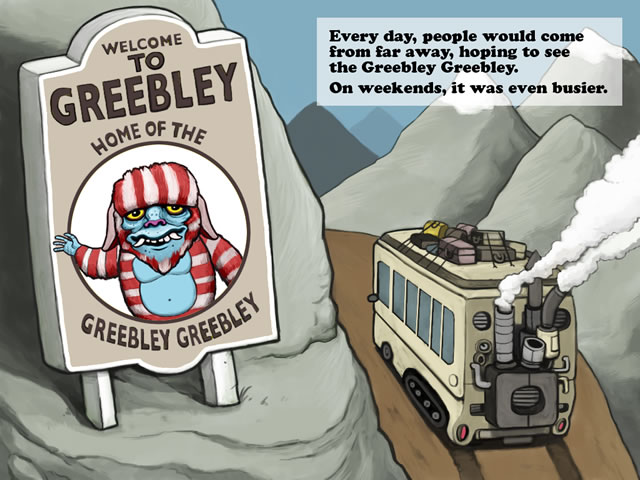 WELCOME
TO
GREEBLEY
HOME OF THE
GREEBLEY GREEBLEY
Every day, people would come
from far away, hoping to see
the Greebley Greebley.
On weekends, it was even busier.